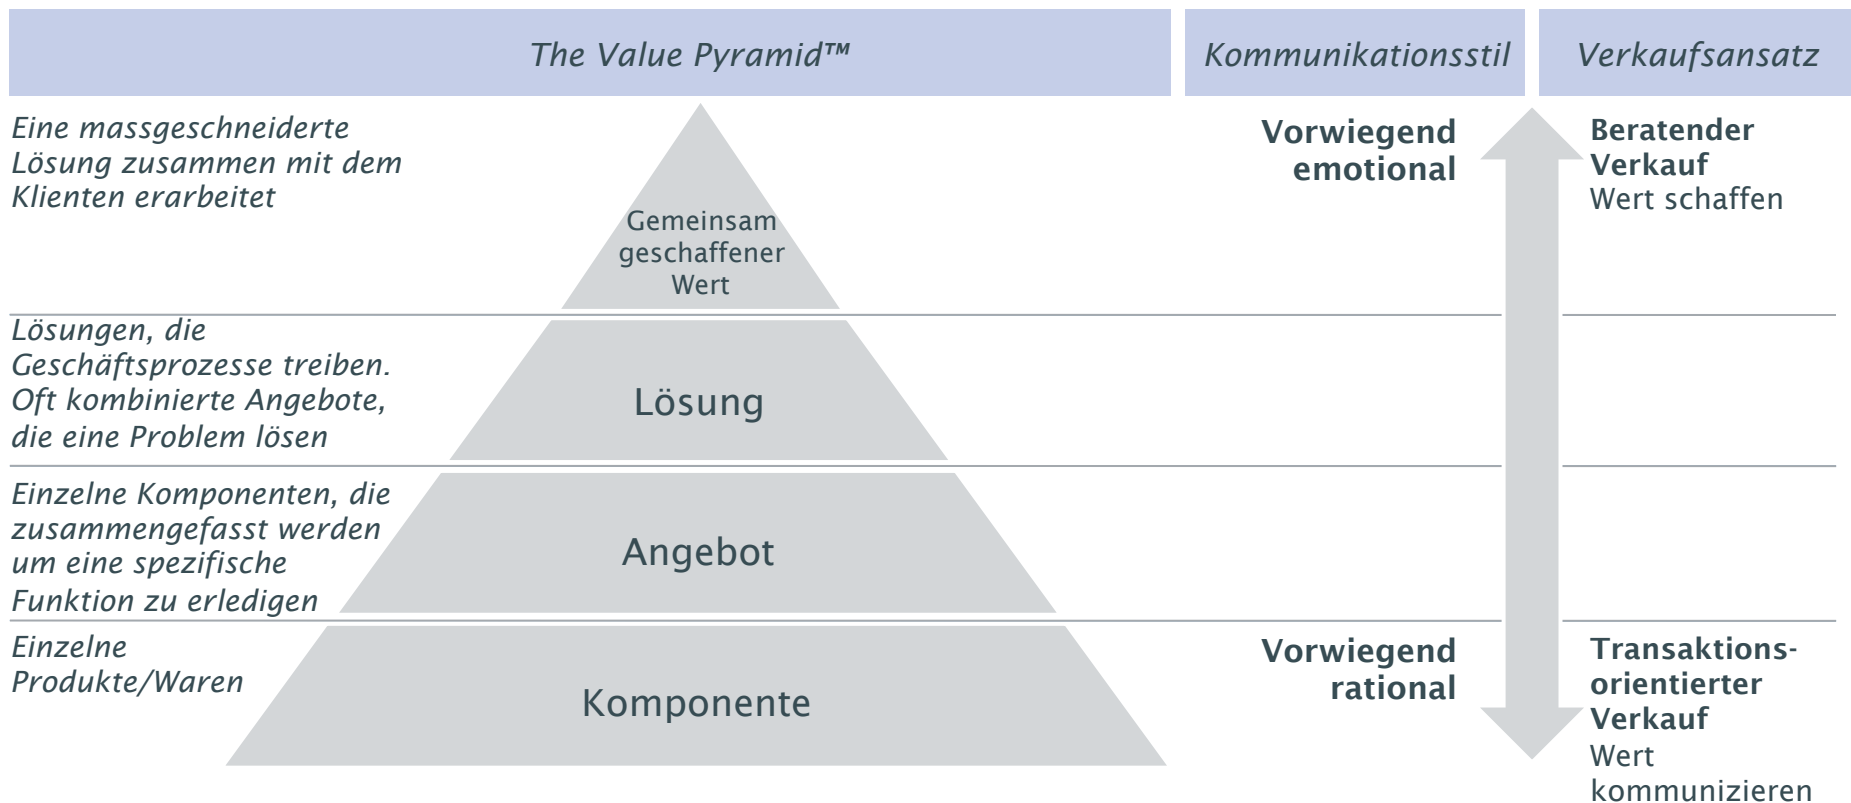 The Value Pyramid™
Kommunikationsstil
Verkaufsansatz
Eine massgeschneiderte
Lösung zusammen mit dem
Klienten erarbeitet
Gemeinsam
geschaffener
Wert
Vorwiegend
emotional
Beratender
Verkauf
Wert schaffen
Lösungen, die
Geschäftsprozesse treiben.
Oft kombinierte Angebote,
die eine Problem lösen
Lösung
Einzelne Komponenten, die
zusammengefasst werden
um eine spezifische
Funktion zu erledigen
Angebot
Einzelne
Produkte/Waren
Komponente
Vorwiegend
rational
Transaktions-
orientierter
Verkauf
Wert
kommunizieren